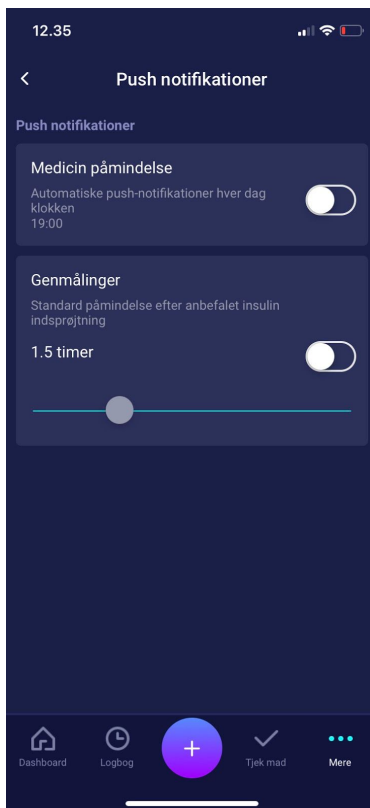 12.35
Push notifikationer
Push notifikationer
Medicin påmindelse
Automatiske push-notifikationer hver dag
klokken
19:00
Genmålinger
Standard påmindelse efter anbefalet insulin
indsprøjtning
1.5 timer
Dashboard
Logbog
Tjek mad
Mere